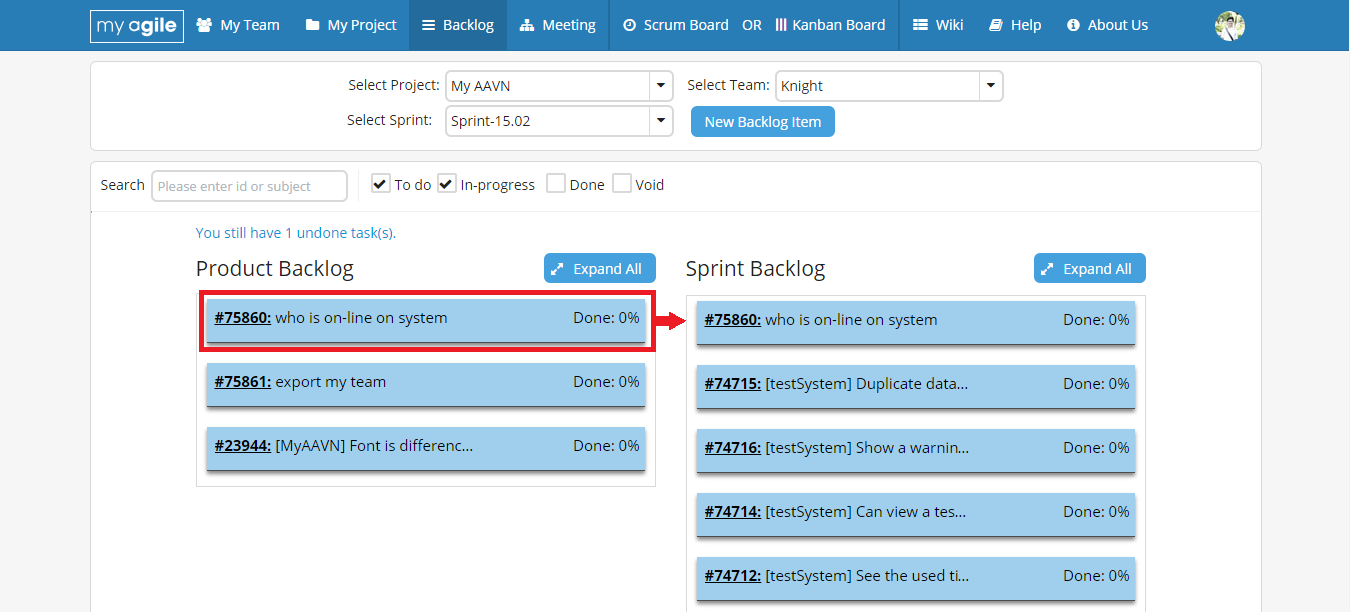 my agile My Team My Project Backlog Meeting Scrum Board OR Kanban Board Wiki Help About Us
Select Project: My AAVN Select Team: Knight
Select Sprint: Sprint-15.02 New Backlog Item
Search Please enter id or subject To do In-progress Done Void
You still have 1 undone task(s).
Product Backlog Expand All
#75860: who is on-line on system Done: 0%
#75861: export my team Done: 0%
#23944: [MyAAVN] Font is differenc... Done: 0%
Sprint Backlog Expand All
#75860: who is on-line on system Done: 0%
#74715: [testSystem] Duplicate data... Done: 0%
#74716: [testSystem] Show a warnin... Done: 0%
#74714: [testSystem] Can view a tes... Done: 0%
#74712: [testSystem] See the used ti... Done: 0%